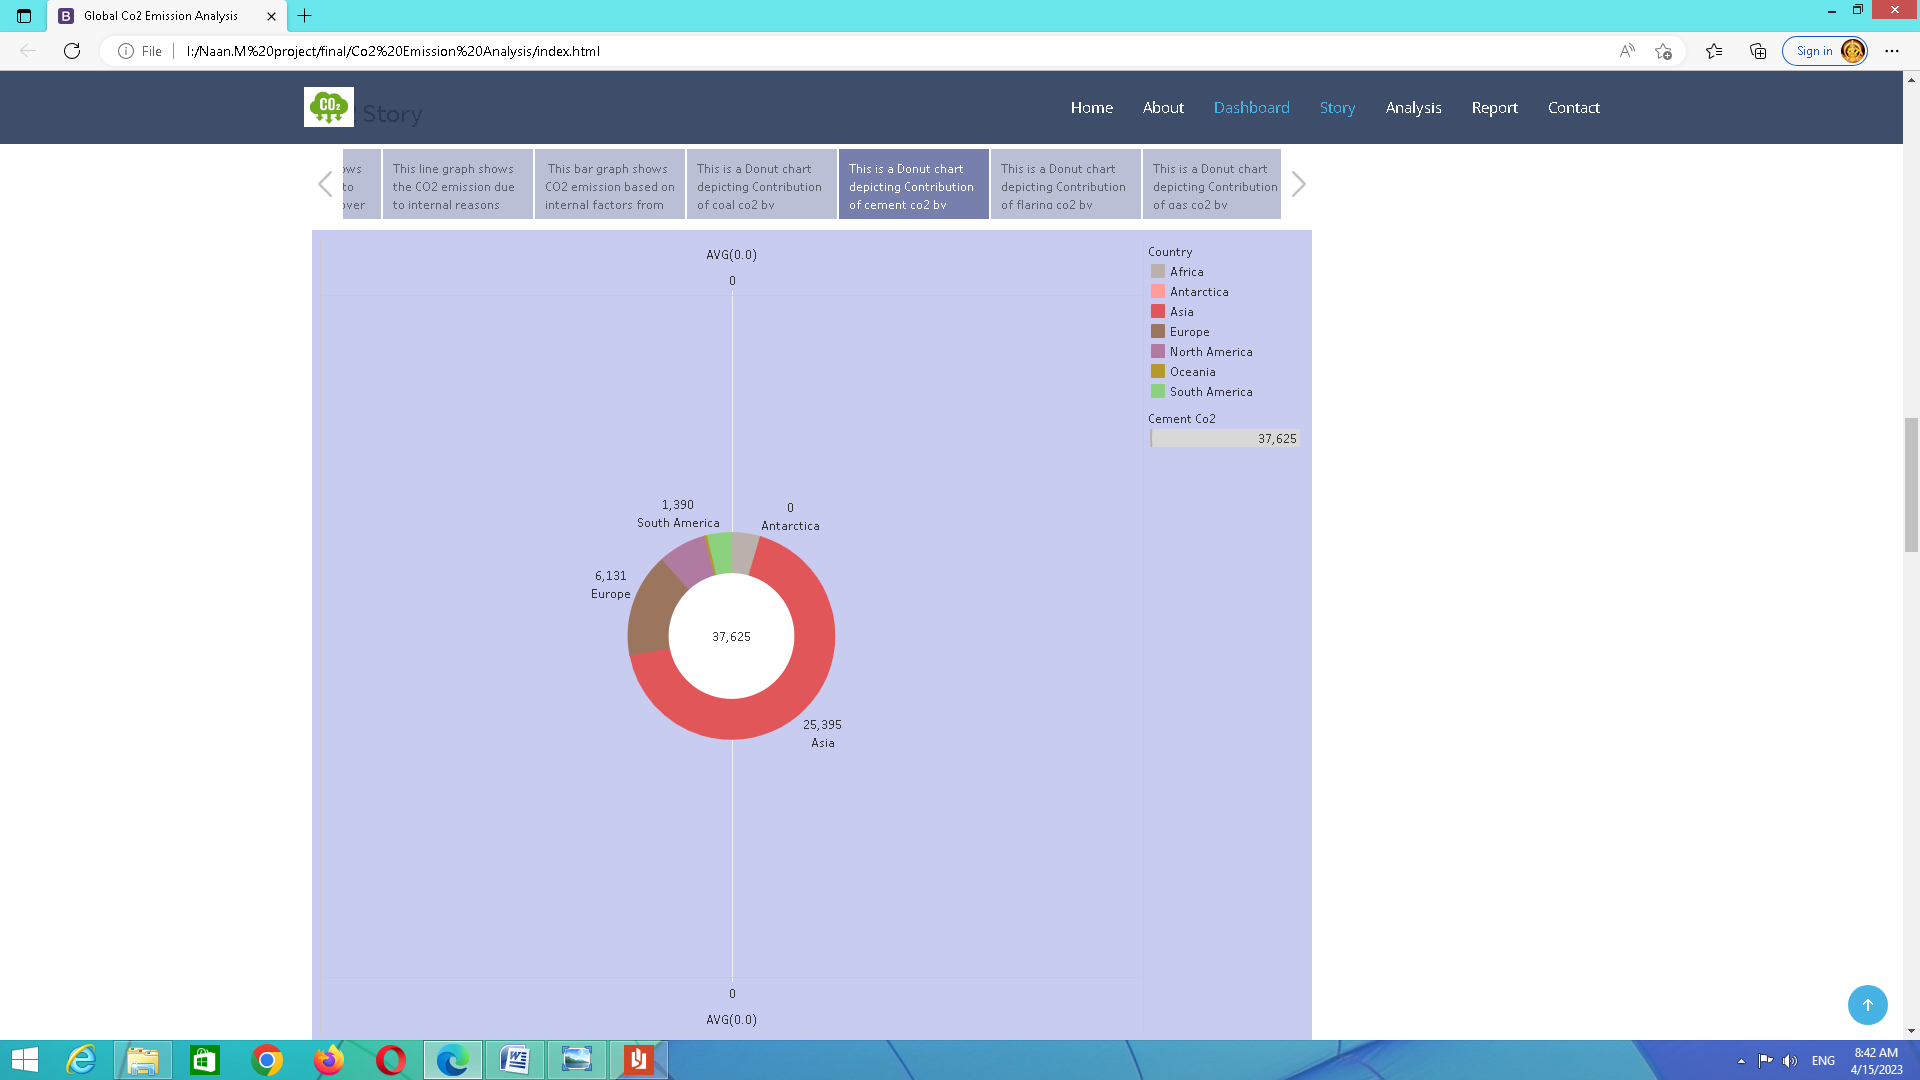 Global Co2 Emission Analysis
File
I:/Naan.M%20project/final/Co2%20Emission%20Analysis/index.html
Sign in
CO2
Story
Home
About
Dashboard
Story
Analysis
Report
Contact
ows
to
over
This line graph shows
the CO2 emission due
to internal reasons
This bar graph shows
CO2 emission based on
internal factors from
This is a Donut chart
depicting Contribution
of coal co2 by
This is a Donut chart
depicting Contribution
of cement co2 by
This is a Donut chart
depicting Contribution
of flaring co2 by
This is a Donut chart
depicting Contribution
of gas co2 by
AVG(0.0)
0
Country
Africa
Antarctica
Asia
Europe
North America
Oceania
South America
Cement Co2
37,625
1,390
South America
0
Antarctica
6,131
Europe
37,625
25,395
Asia
0
AVG(0.0)
ENG
8:42 AM
4/15/2023